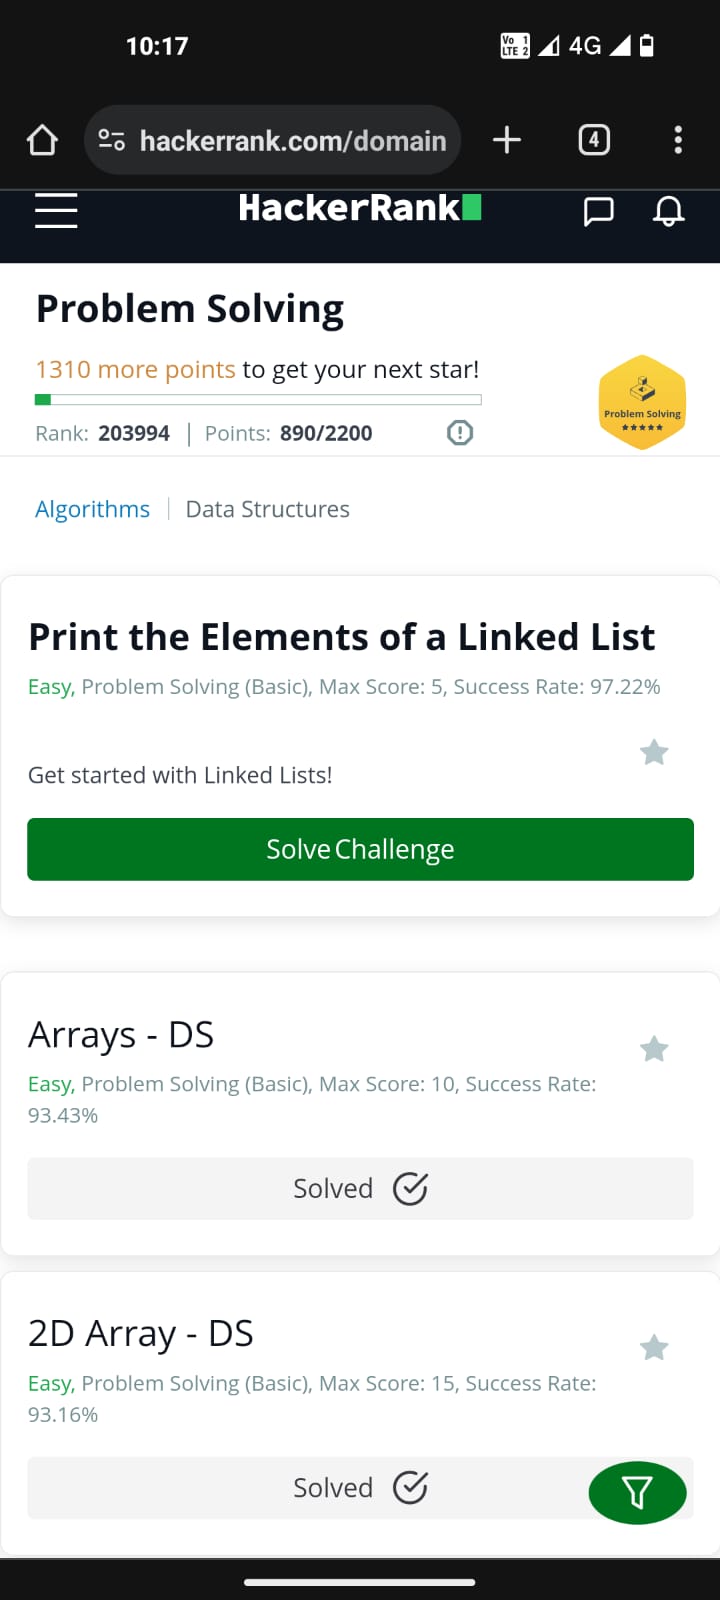 10:17
Vo 1
LTE 2
4G
hackerrank.com/domain
4
HackerRank
Problem Solving
1310 more points to get your next star!
Rank: 203994 | Points: 890/2200
Problem Solving
Algorithms | Data Structures
Print the Elements of a Linked List
Easy, Problem Solving (Basic), Max Score: 5, Success Rate: 97.22%
Get started with Linked Lists!
Solve Challenge
Arrays - DS
Easy, Problem Solving (Basic), Max Score: 10, Success Rate:
93.43%
Solved
2D Array - DS
Easy, Problem Solving (Basic), Max Score: 15, Success Rate:
93.16%
Solved